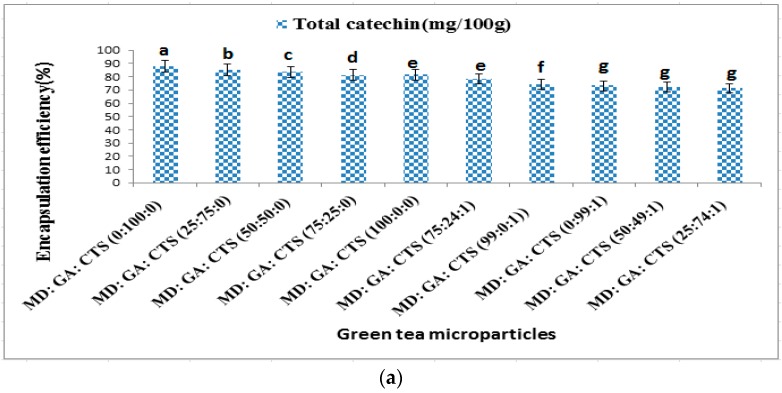 Total catechin(mg/100g)
Encapsulation efficiency(%)
100
90
80
70
60
50
40
30
20
10
0
a b c d e e f g g g
MD: GA: CTS (0:100:0)
MD: GA: CTS (25:75:0)
MD: GA: CTS (50:50:0)
MD: GA: CTS (75:25:0)
MD: GA: CTS (100-0:0)
MD: GA: CTS (75:24:1)
MD: GA: CTS (99:0:1))
MD: GA: CTS (0:99:1)
MD: GA: CTS (50:49:1)
MD: GA: CTS (25:74:1)
Green tea microparticles
(a)